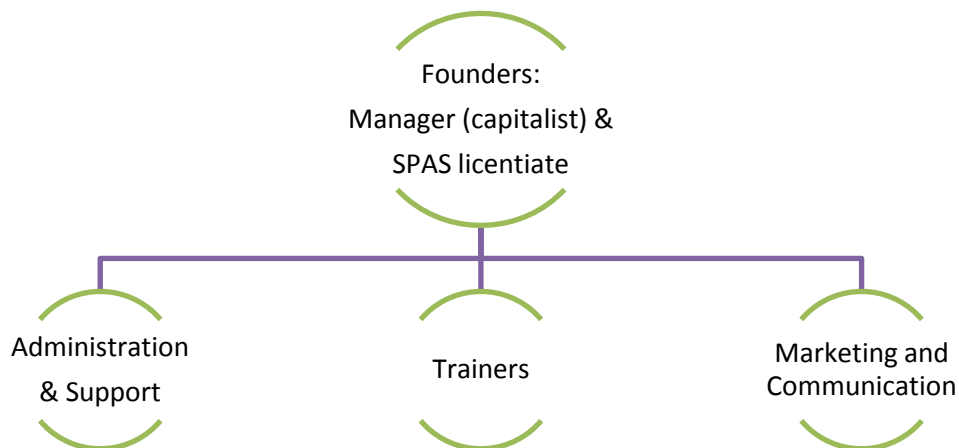 Founders:
Manager (capitalist) &
SPAS licentiate
Administration
& Support
Trainers
Marketing and
Communication